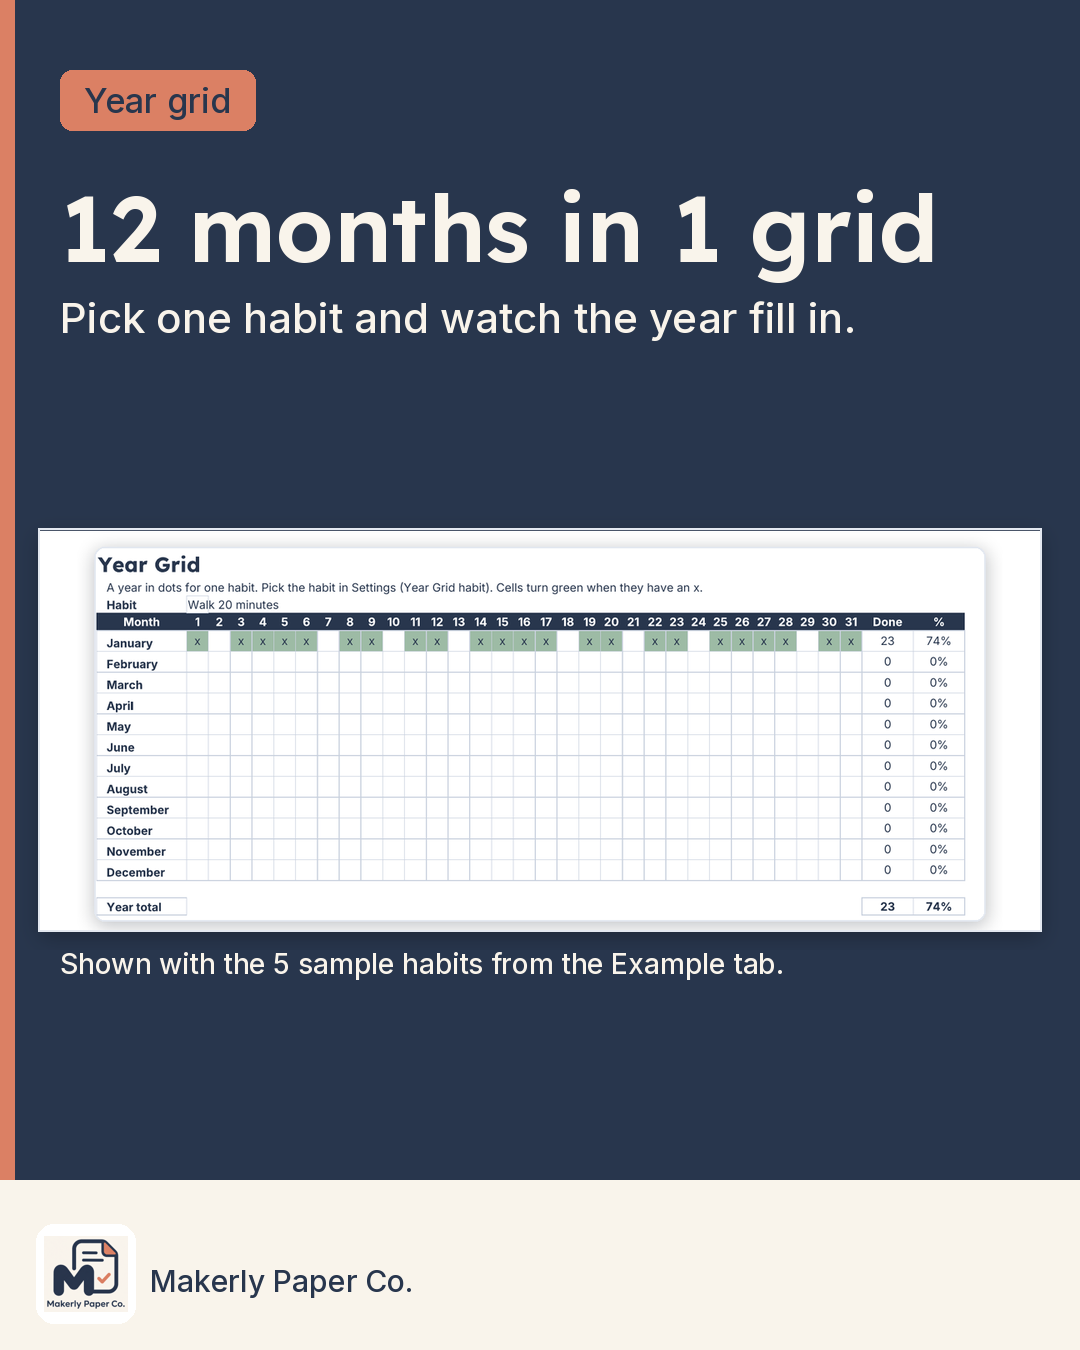 Year grid
12 months in 1 grid
Pick one habit and watch the year fill in.
Year Grid
A year in dots for one habit. Pick the habit in Settings (Year Grid habit). Cells turn green when they have an x.
Habit Walk 20 minutes
Month 1 2 3 4 5 6 7 8 9 10 11 12 13 14 15 16 17 18 19 20 21 22 23 24 25 26 27 28 29 30 31 Done %
January x x x x x x x x x x x x x x x x x x x x x x 23 74%
February 0 0%
March 0 0%
April 0 0%
May 0 0%
June 0 0%
July 0 0%
August 0 0%
September 0 0%
October 0 0%
November 0 0%
December 0 0%
Year total 23 74%
Shown with the 5 sample habits from the Example tab.
M
Makerly Paper Co.
Makerly Paper Co.